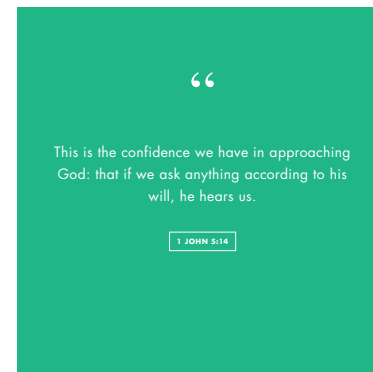 “
This is the confidence we have in approaching
God: that if we ask anything according to his
will, he hears us.
1 JOHN 5:14